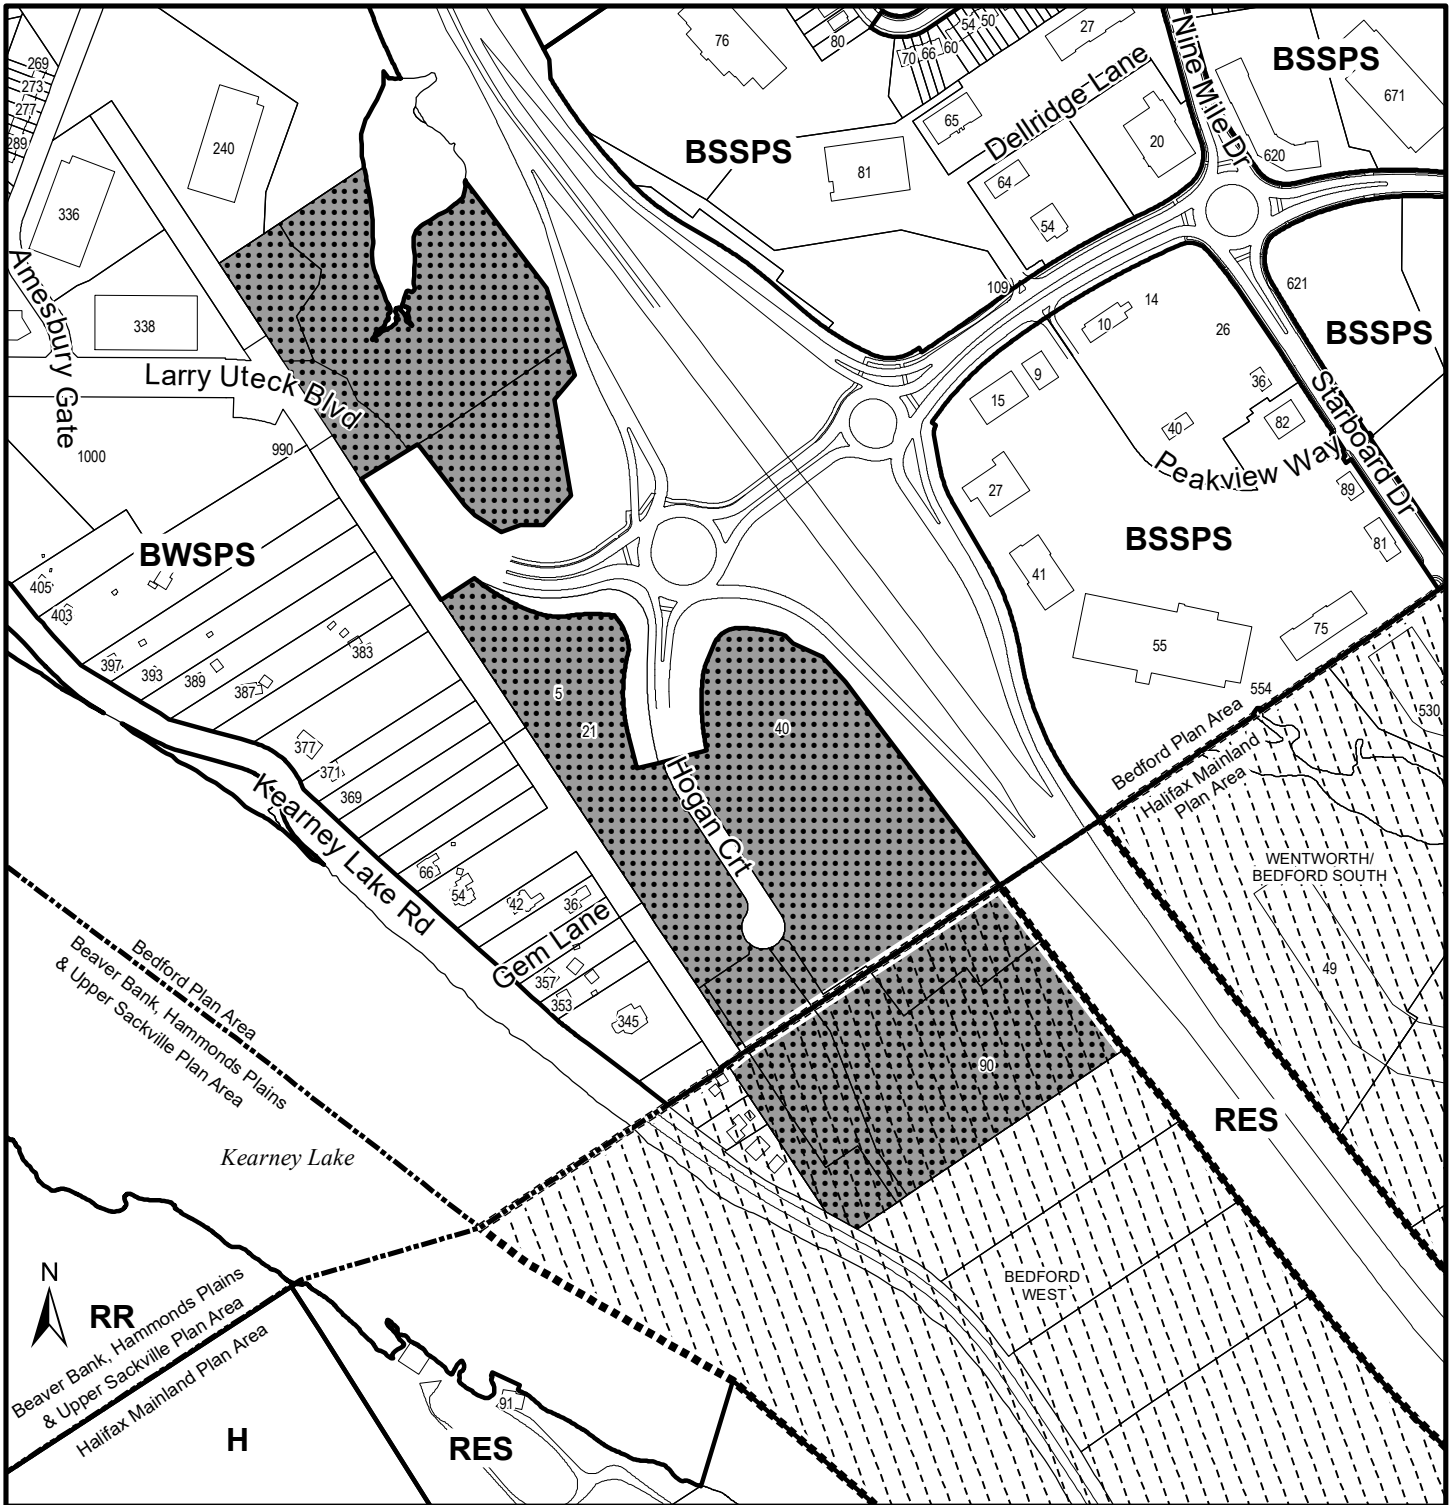 269
273
277
289
240
336
338
76
80
70
66
60
54
50
27
BSSPS
671
Nine Mile Dr
Dellridge Lane
65
20
620
BSSPS
81
64
54
109
14
10
26
621
BSSPS
9
15
36
40
82
Starboard Dr
Peakview Way
89
81
27
41
BSSPS
55
75
554
530
Amesbury Gate
Larry Uteck Blvd
1000
990
BWSPS
405
403
397
393
389
387
383
377
371
369
Kearney Lake Rd
66
54
42
36
Gem Lane
357
353
345
5
21
40
Hogan Crt
90
Bedford Plan Area
Halifax Mainland
Plan Area
WENTWORTH/
BEDFORD SOUTH
49
RES
BEDFORD
WEST
Bedford Plan Area
Beaver Bank, Hammonds Plains
& Upper Sackville Plan Area
Kearney Lake
N
RR
Beaver Bank, Hammonds Plains
& Upper Sackville Plan Area
Halifax Mainland Plan Area
H
RES
91